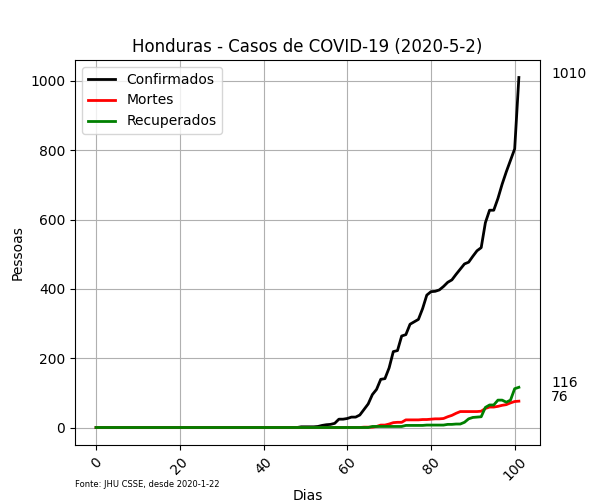 Honduras - Casos de COVID-19 (2020-5-2)
Confirmados
Mortes
Recuperados
1010
116
76
Pessoas
1000
800
600
400
200
0
0
20
40
60
80
100
Fonte: JHU CSSE, desde 2020-1-22
Dias